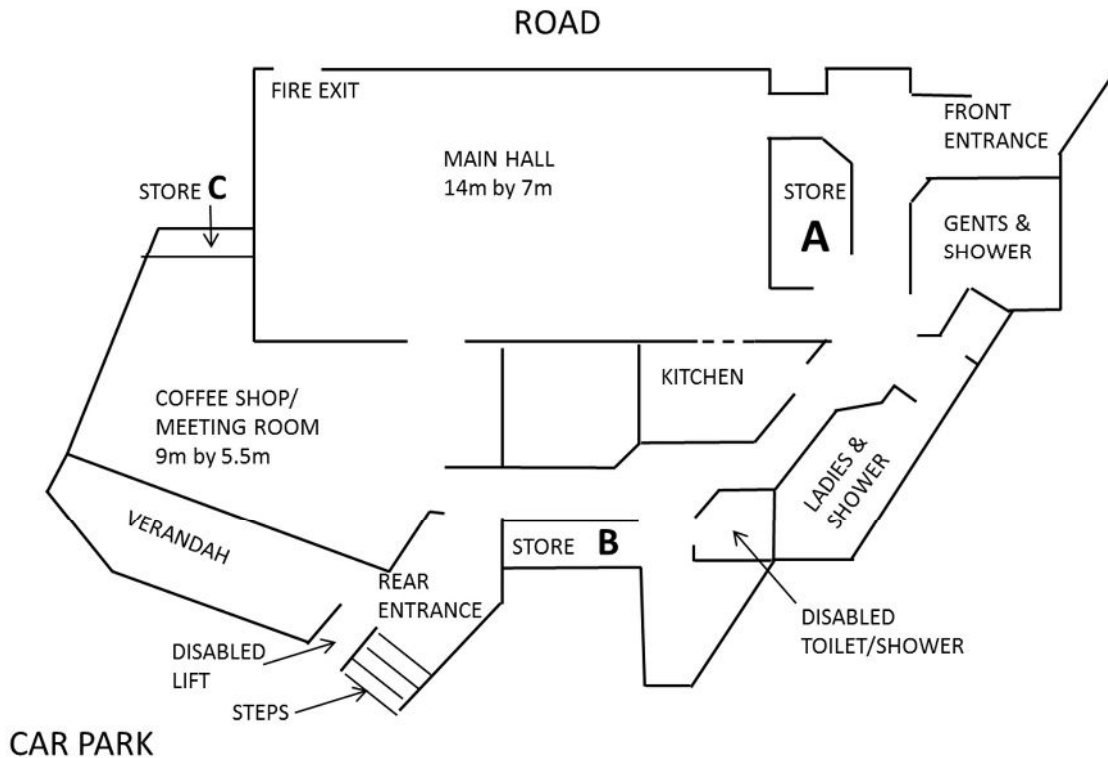 ROAD
FIRE EXIT
FRONT
ENTRANCE
MAIN HALL
14m by 7m
STORE C
STORE
A
GENTS &
SHOWER
KITCHEN
COFFEE SHOP/
MEETING ROOM
9m by 5.5m
LADIES &
SHOWER
VERANDAH
STORE B
REAR
ENTRANCE
DISABLED
TOILET/SHOWER
DISABLED
LIFT
STEPS
CAR PARK